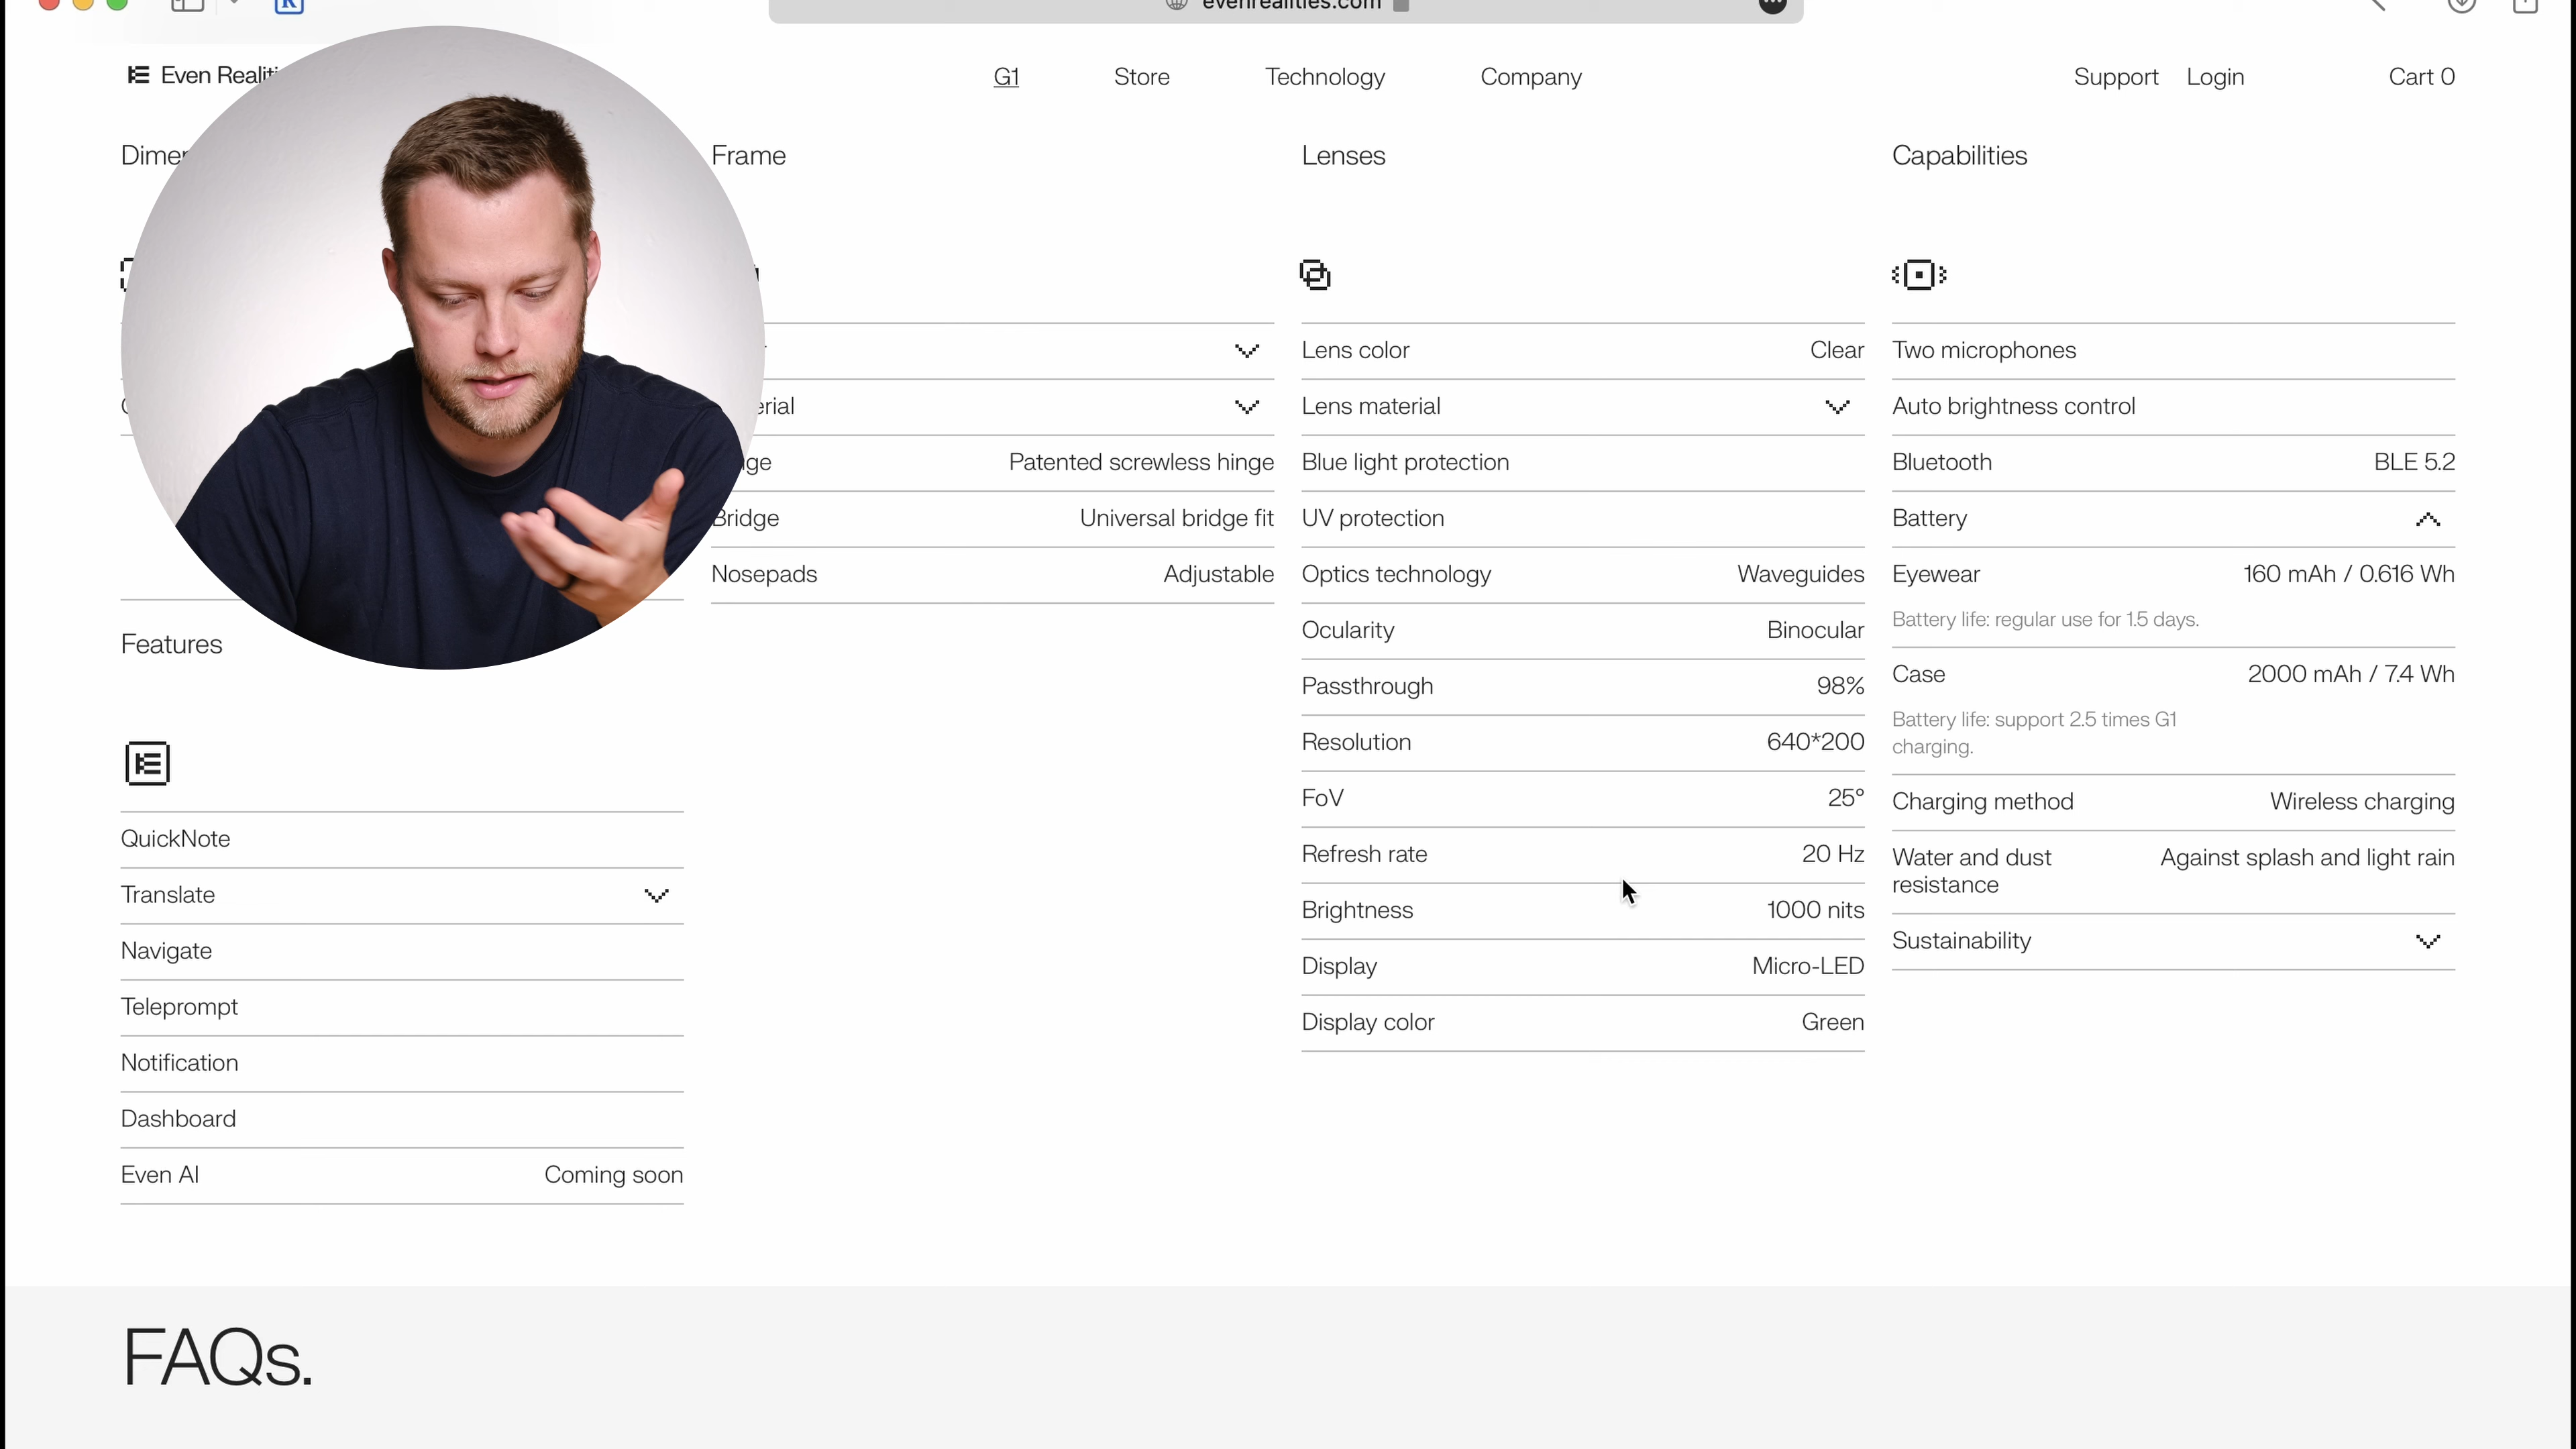 evenrealities.com
Even
G1
Store
Technology
Company
Support
Login
Cart 0
Frame
Patented screwless hinge
Bridge
Universal bridge fit
Nosepads
Adjustable
Lenses
Lens color
Clear
Lens material
Blue light protection
UV protection
Optics technology
Waveguides
Ocularity
Binocular
Passthrough
98%
Resolution
640*200
FoV
25°
Refresh rate
20 Hz
Brightness
1000 nits
Display
Micro-LED
Display color
Green
Capabilities
Two microphones
Auto brightness control
Bluetooth
BLE 5.2
Battery
Eyewear
160 mAh / 0.616 Wh
Battery life: regular use for 1.5 days.
Case
2000 mAh / 7.4 Wh
Battery life: support 2.5 times G1
charging.
Charging method
Wireless charging
Water and dust
resistance
Against splash and light rain
Sustainability
Features
QuickNote
Translate
Navigate
Teleprompt
Notification
Dashboard
Even AI
Coming soon
FAQs.